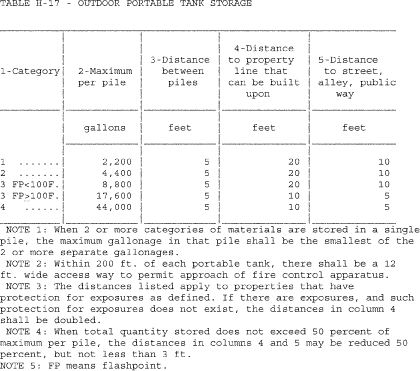 TABLE H-17 - OUTDOOR PORTABLE TANK STORAGE
4-Distance
3-Distance to property 5-Distance
1-Category 2-Maximum between line that to street,
per pile piles can be built alley, public
upon way
gallons feet feet feet
1 ....... 2,200 5 20 10
2 ....... 4,400 5 20 10
3 FP<100F. 8,800 5 20 10
3 FP>100F. 17,600 5 10 5
4 ...... 44,000 5 10 5
NOTE 1: When 2 or more categories of materials are stored in a single
pile, the maximum gallonage in that pile shall be the smallest of the
2 or more separate gallonages.
NOTE 2: Within 200 ft. of each portable tank, there shall be a 12
ft. wide access way to permit approach of fire control apparatus.
NOTE 3: The distances listed apply to properties that have
protection for exposures as defined. If there are exposures, and such
protection for exposures does not exist, the distances in column 4
shall be doubled.
NOTE 4: When total quantity stored does not exceed 50 percent of
maximum per pile, the distances in columns 4 and 5 may be reduced 50
percent, but not less than 3 ft.
NOTE 5: FP means flashpoint.